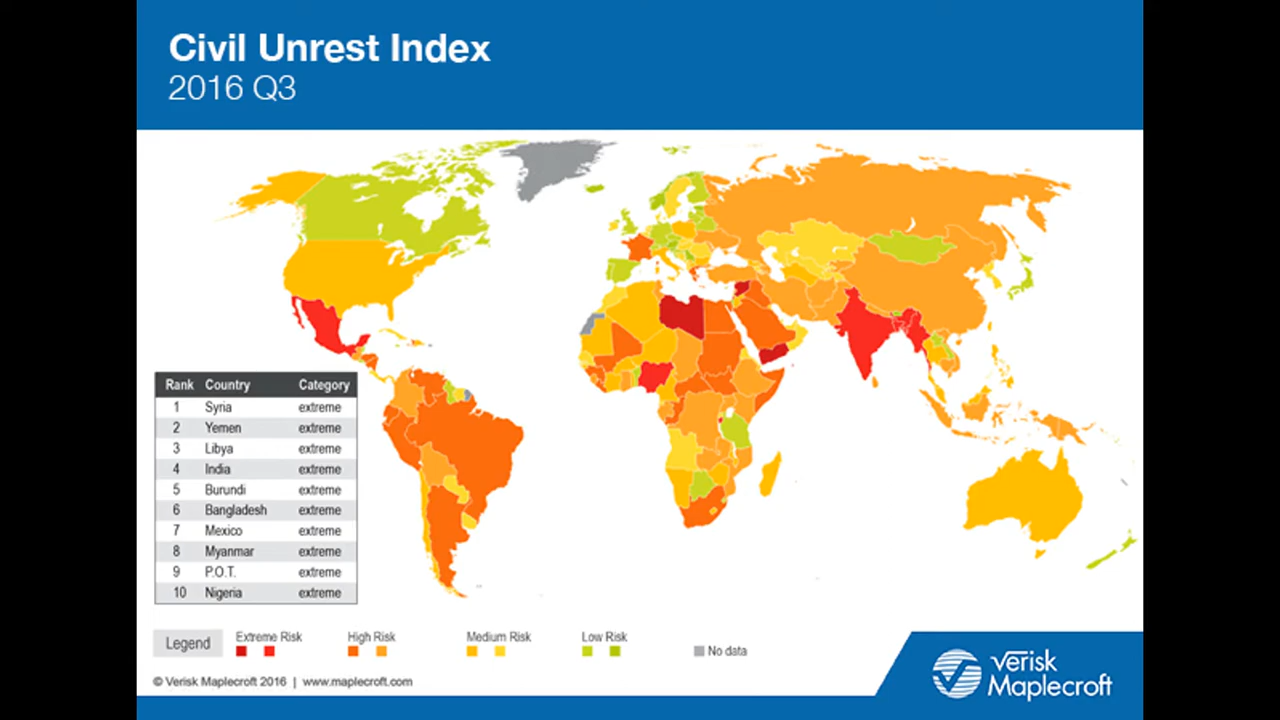 Civil Unrest Index
2016 Q3
Rank Country Category
1 Syria extreme
2 Yemen extreme
3 Libya extreme
4 India extreme
5 Burundi extreme
6 Bangladesh extreme
7 Mexico extreme
8 Myanmar extreme
9 P.O.T. extreme
10 Nigeria extreme
Legend
Extreme Risk
High Risk
Medium Risk
Low Risk
No data
© Verisk Maplecroft 2016 | www.maplecroft.com
Verisk
Maplecroft